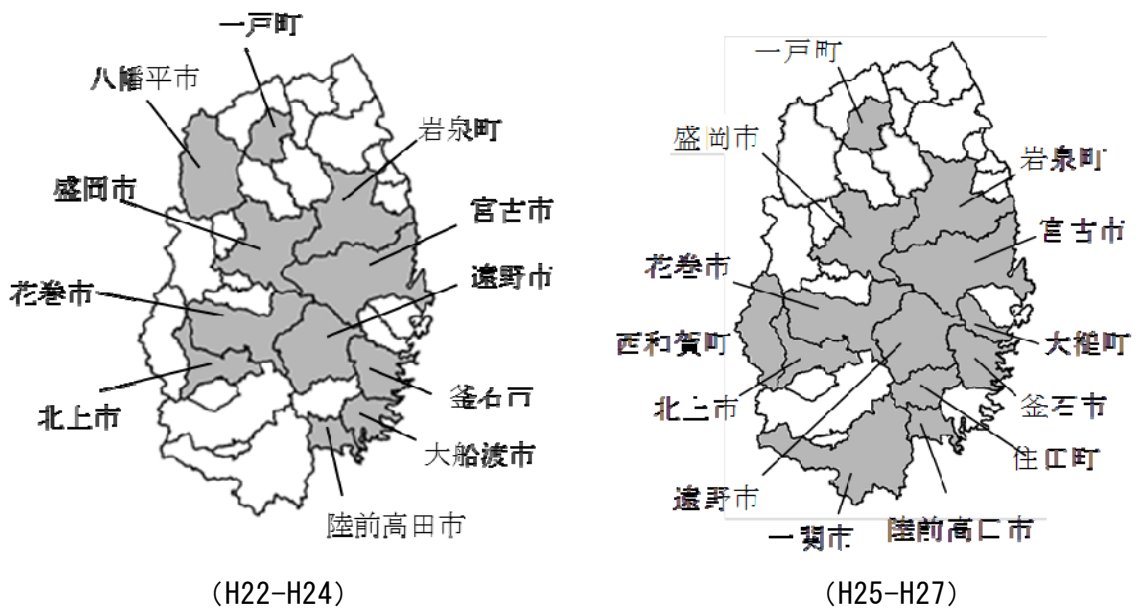 一戸町
八幡平市
岩泉町
盛岡市
宮古市
遠野市
花巻市
釜石市
北上市
大船渡市
陸前高田市
(H22-H24)
一戸町
盛岡市
岩泉町
宮古市
花巻市
西和賀町
大槌町
北上市
釜石市
住田町
遠野市
一関市
陸前高田市
(H25-H27)